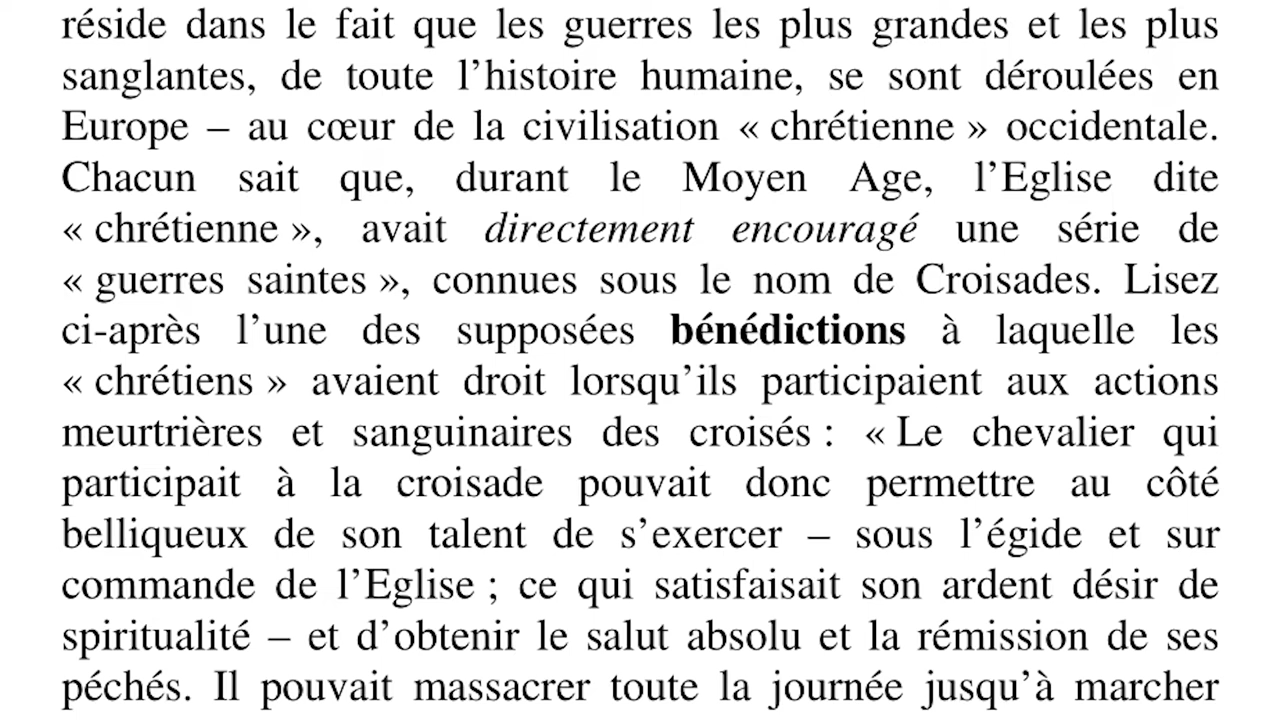 réside dans le fait que les guerres les plus grandes et les plus
sanglantes, de toute l’histoire humaine, se sont déroulées en
Europe – au cœur de la civilisation « chrétienne » occidentale.
Chacun sait que, durant le Moyen Age, l’Eglise dite
« chrétienne », avait directement encouragé une série de
« guerres saintes », connues sous le nom de Croisades. Lisez
ci-après l’une des supposées bénédictions à laquelle les
« chrétiens » avaient droit lorsqu’ils participaient aux actions
meurtrières et sanguinaires des croisés : « Le chevalier qui
participait à la croisade pouvait donc permettre au côté
belliqueux de son talent de s’exercer – sous l’égide et sur
commande de l’Eglise ; ce qui satisfaisait son ardent désir de
spiritualité – et d’obtenir le salut absolu et la rémission de ses
péchés. Il pouvait massacrer toute la journée jusqu’à marcher